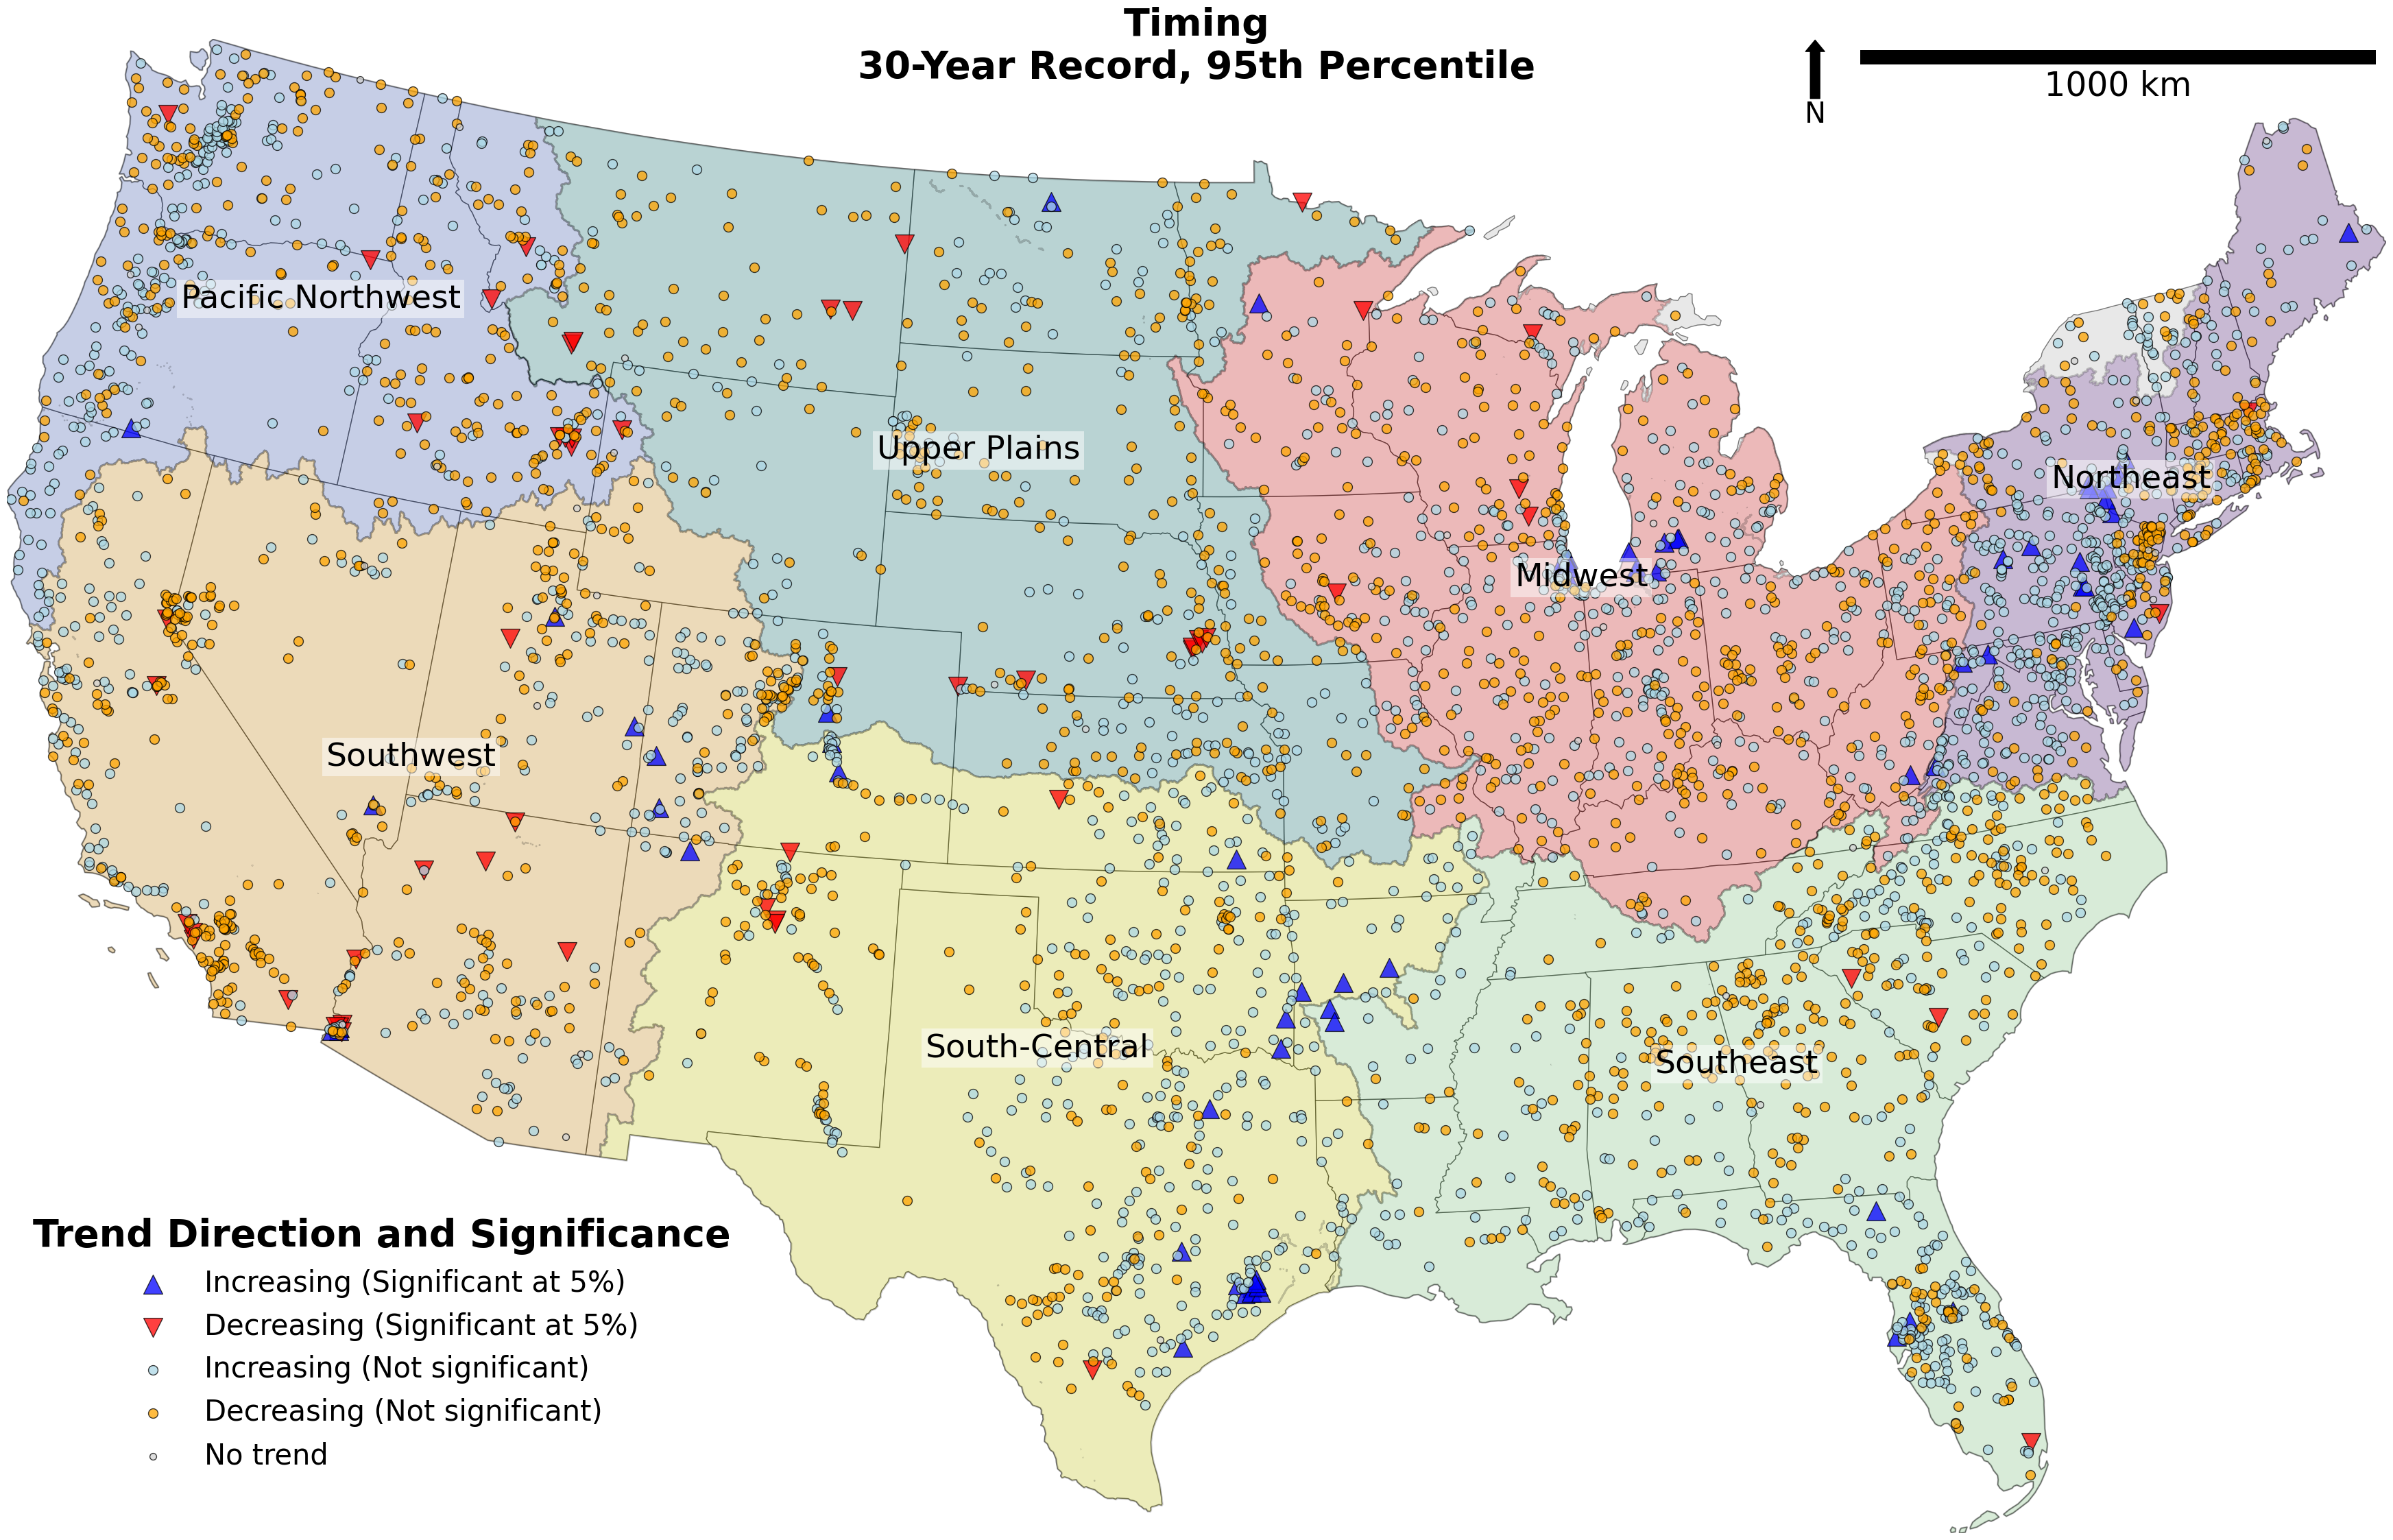 Timing
30-Year Record, 95th Percentile
1000 km
N
Pacific Northwest
Upper Plains
Northeast
Midwest
Southwest
South-Central
Southeast
Trend Direction and Significance
Increasing (Significant at 5%)
Decreasing (Significant at 5%)
Increasing (Not significant)
Decreasing (Not significant)
No trend